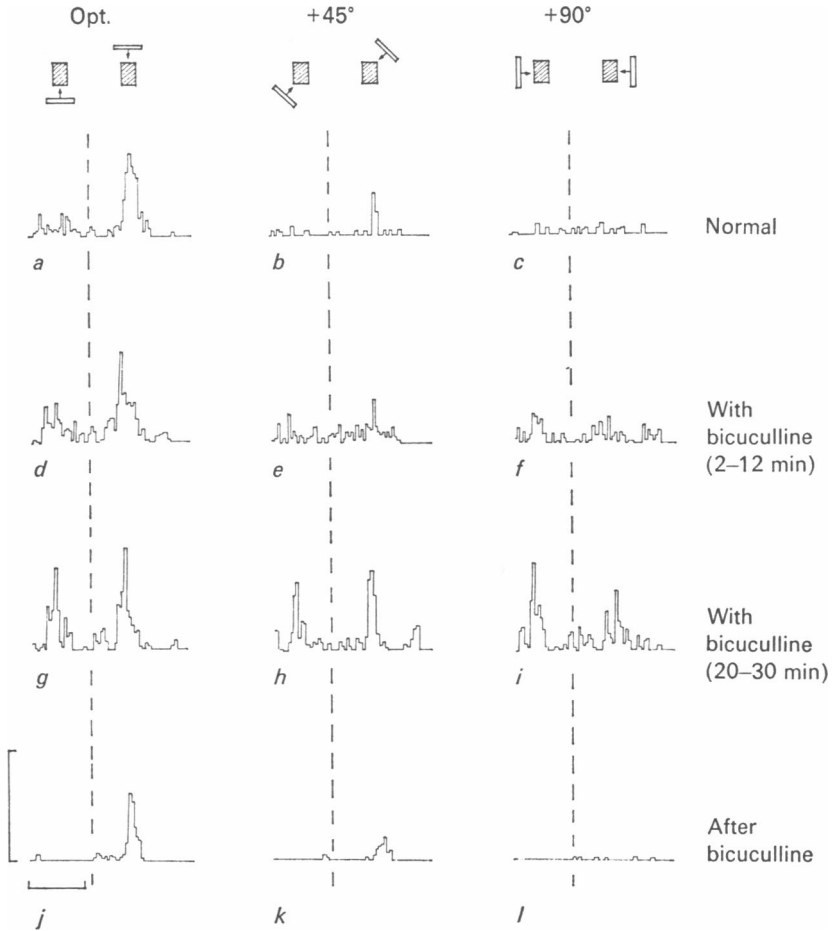 Opt. +45° +90°
Normal
a b c
With
bicuculline
(2–12 min)
d e f
With
bicuculline
(20–30 min)
g h i
After
bicuculline
j k l